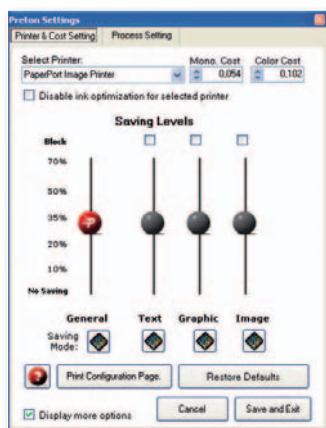 Preton Settings
Printer & Cost Setting Process Setting
Select Printer: Mono. Cost Color Cost
PaperPort Image Printer 0,054 0,102
Disable ink optimization for selected printer
Saving Levels
Block
70%
50%
35%
20%
10%
No Saving
General Text Graphic Image
Saving Mode:
Print Configuration Page. Restore Defaults
Display more options Cancel Save and Exit